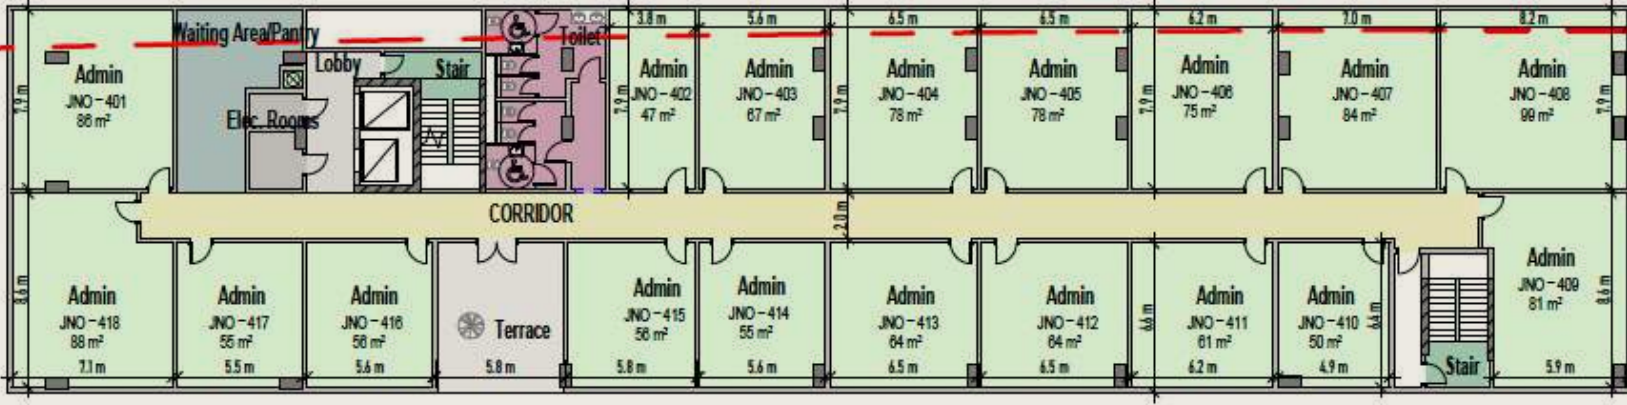 3.8 m
5.6 m
6.5 m
6.5 m
6.2 m
7.0 m
8.2 m
Waiting Area/Pantry
Toilet
Lobby
Stair
Elec. Rooms
7.9 m
Admin
JNO-401
86 m²
7.9 m
Admin
JNO-402
47 m²
Admin
JNO-403
67 m²
7.9 m
Admin
JNO-404
78 m²
Admin
JNO-405
78 m²
7.9 m
Admin
JNO-406
75 m²
Admin
JNO-407
84 m²
Admin
JNO-408
99 m²
7.9 m
CORRIDOR
2.0 m
8.6 m
Admin
JNO-418
88 m²
7.1 m
Admin
JNO-417
55 m²
5.5 m
Admin
JNO-416
56 m²
5.6 m
Terrace
5.8 m
Admin
JNO-415
56 m²
5.8 m
Admin
JNO-414
55 m²
5.6 m
Admin
JNO-413
64 m²
6.5 m
Admin
JNO-412
64 m²
6.5 m
6.6 m
Admin
JNO-411
61 m²
6.2 m
Admin
JNO-410
50 m²
4.9 m
6.4 m
Stair
Admin
JNO-409
81 m²
8.6 m
5.9 m